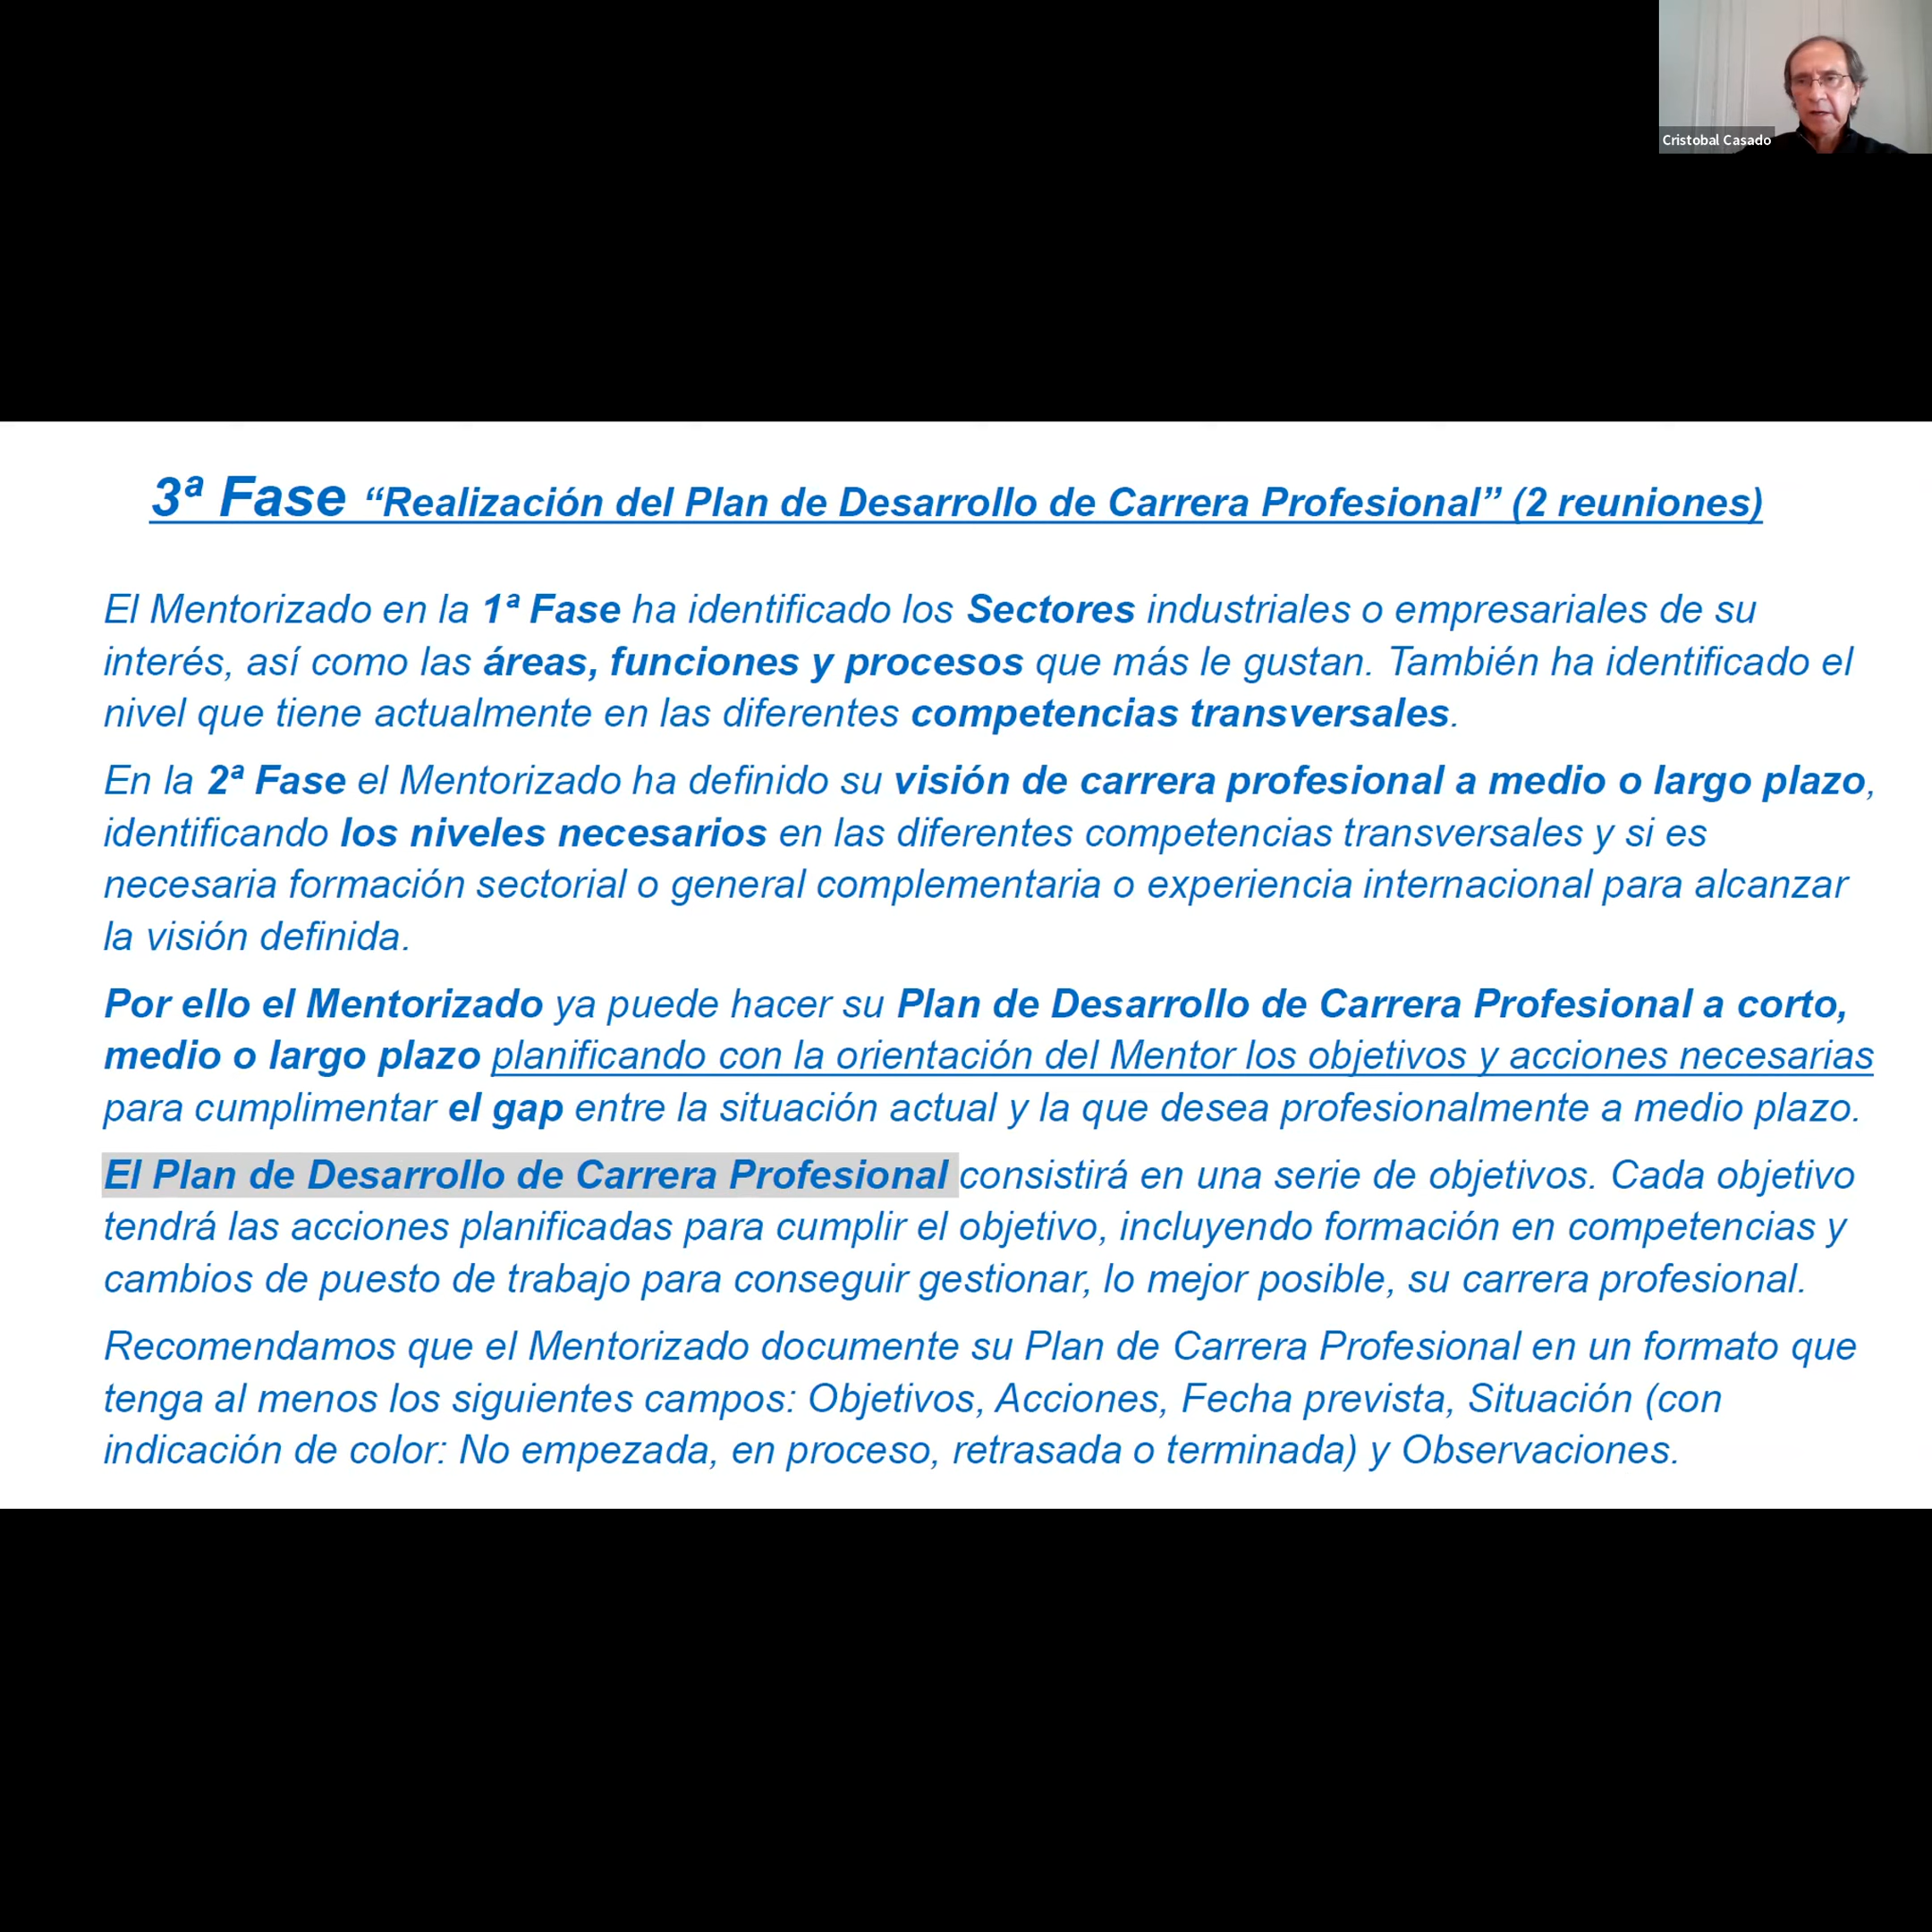 Cristobal Casado
3ª Fase “Realización del Plan de Desarrollo de Carrera Profesional” (2 reuniones)
El Mentorizado en la 1ª Fase ha identificado los Sectores industriales o empresariales de su
interés, así como las áreas, funciones y procesos que más le gustan. También ha identificado el
nivel que tiene actualmente en las diferentes competencias transversales.
En la 2ª Fase el Mentorizado ha definido su visión de carrera profesional a medio o largo plazo,
identificando los niveles necesarios en las diferentes competencias transversales y si es
necesaria formación sectorial o general complementaria o experiencia internacional para alcanzar
la visión definida.
Por ello el Mentorizado ya puede hacer su Plan de Desarrollo de Carrera Profesional a corto,
medio o largo plazo planificando con la orientación del Mentor los objetivos y acciones necesarias
para cumplimentar el gap entre la situación actual y la que desea profesionalmente a medio plazo.
El Plan de Desarrollo de Carrera Profesional consistirá en una serie de objetivos. Cada objetivo
tendrá las acciones planificadas para cumplir el objetivo, incluyendo formación en competencias y
cambios de puesto de trabajo para conseguir gestionar, lo mejor posible, su carrera profesional.
Recomendamos que el Mentorizado documente su Plan de Carrera Profesional en un formato que
tenga al menos los siguientes campos: Objetivos, Acciones, Fecha prevista, Situación (con
indicación de color: No empezada, en proceso, retrasada o terminada) y Observaciones.